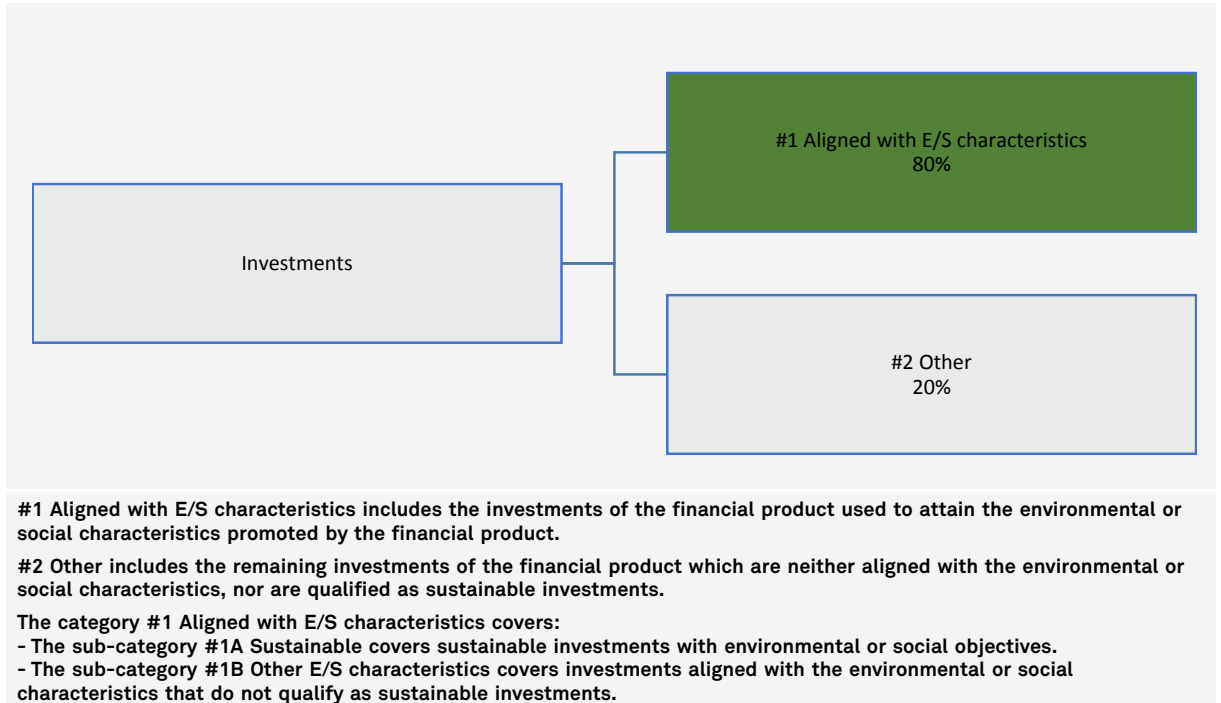 #1 Aligned with E/S characteristics
80%
Investments
#2 Other
20%
#1 Aligned with E/S characteristics includes the investments of the financial product used to attain the environmental or
social characteristics promoted by the financial product.
#2 Other includes the remaining investments of the financial product which are neither aligned with the environmental or
social characteristics, nor are qualified as sustainable investments.
The category #1 Aligned with E/S characteristics covers:
- The sub-category #1A Sustainable covers sustainable investments with environmental or social objectives.
- The sub-category #1B Other E/S characteristics covers investments aligned with the environmental or social
characteristics that do not qualify as sustainable investments.